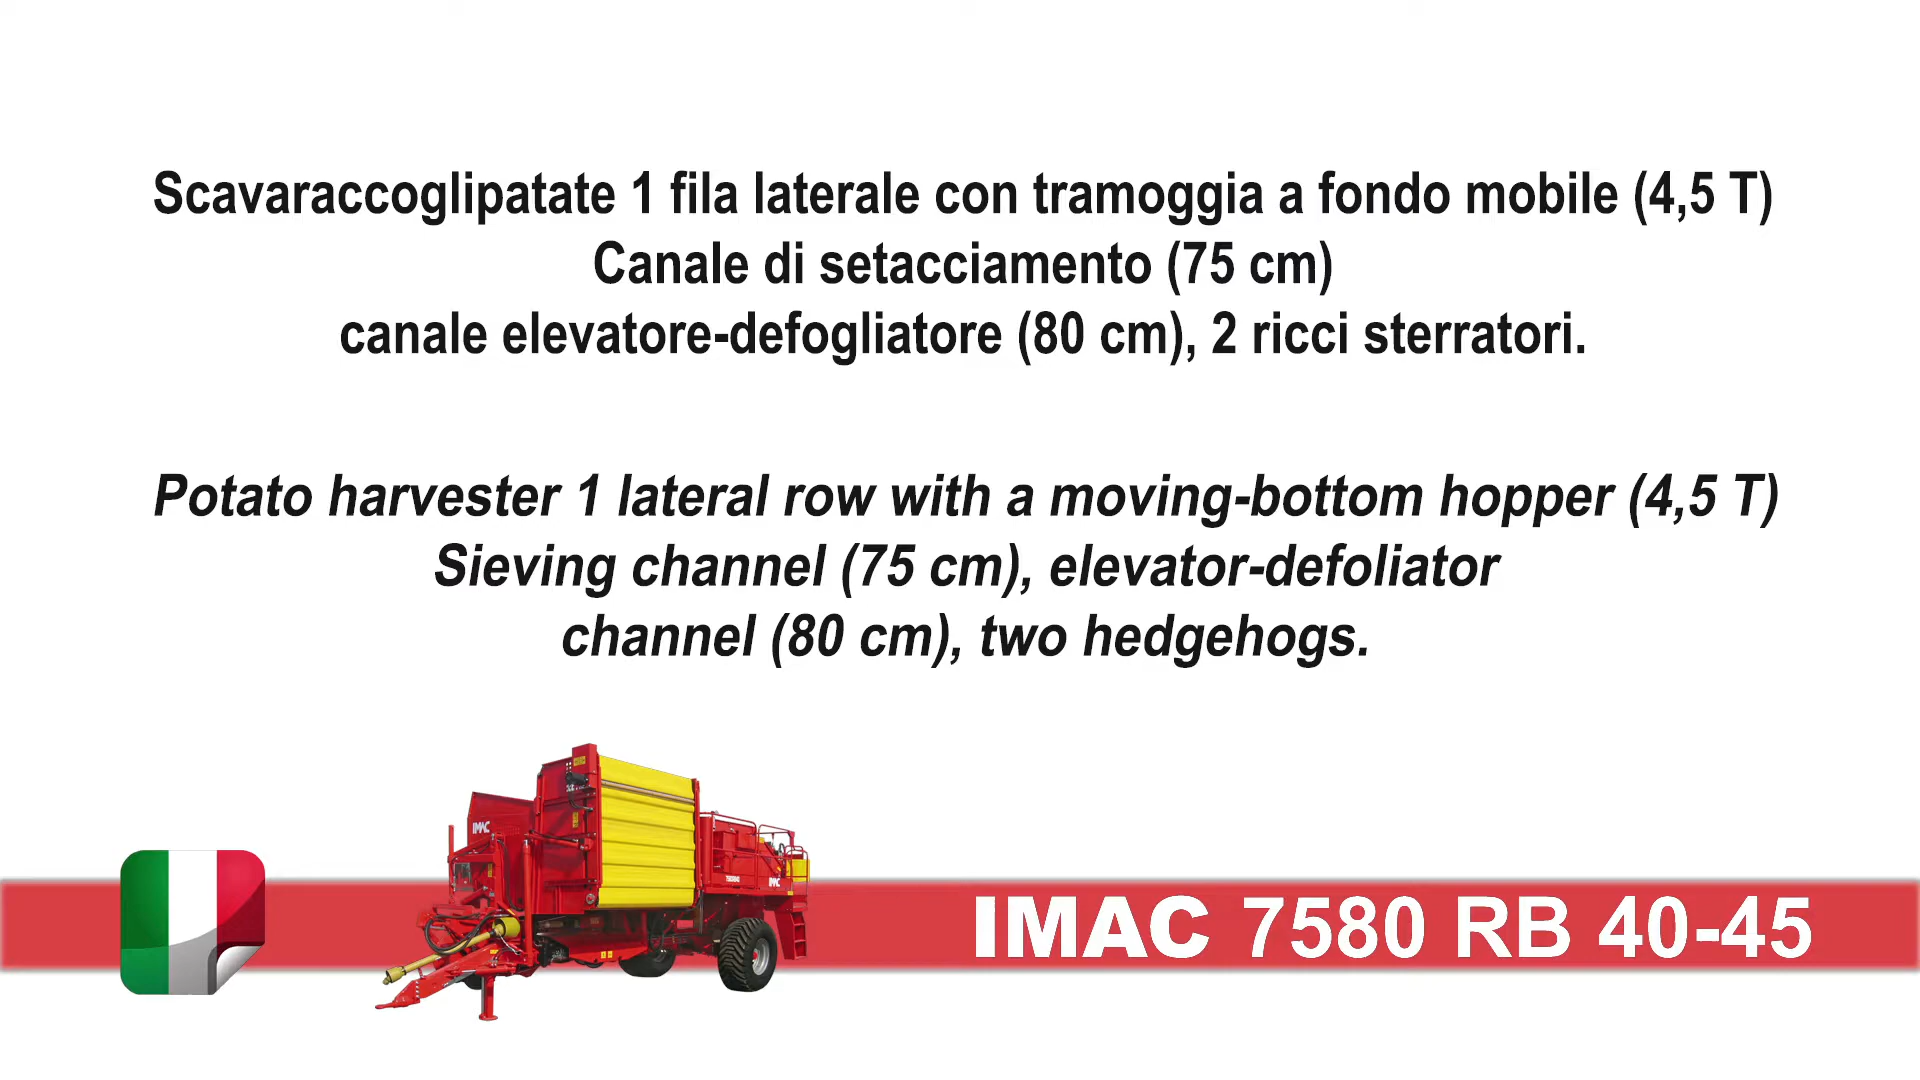 Scavaraccoglipatate 1 fila laterale con tramoggia a fondo mobile (4,5 T)
Canale di setacciamento (75 cm)
canale elevatore-defogliatore (80 cm), 2 ricci sterratori.
Potato harvester 1 lateral row with a moving-bottom hopper (4,5 T)
Sieving channel (75 cm), elevator-defoliator
channel (80 cm), two hedgehogs.
IMAC
IMAC
IMAC 7580 RB 40-45